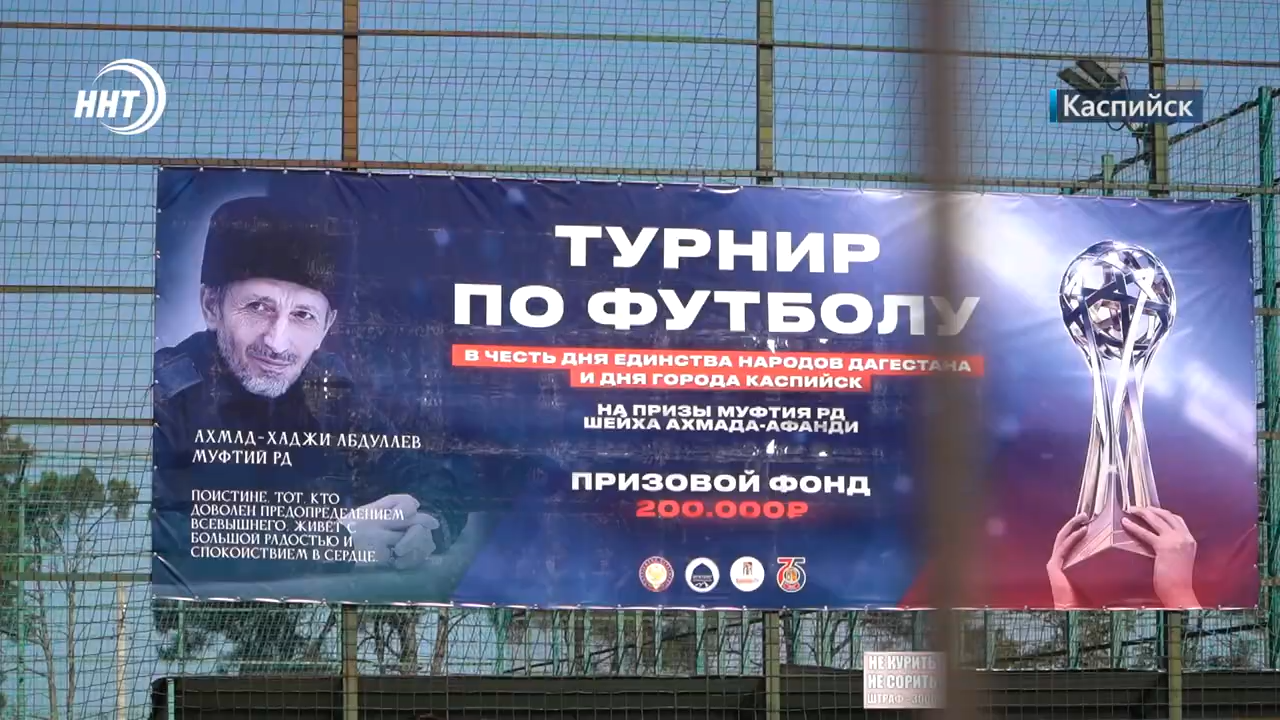 ННТ
Каспийск
ТУРНИР
ПО ФУТБОЛУ
В ЧЕСТЬ ДНЯ ЕДИНСТВА НАРОДОВ ДАГЕСТАНА
И ДНЯ ГОРОДА КАСПИЙСК
НА ПРИЗЫ МУФТИЯ РД
ШЕЙХА АХМАДА-АФАНДИ
ПРИЗОВОЙ ФОНД
200.000₽
АХМАД-ХАДЖИ АБДУЛАЕВ
МУФТИЙ РД
ПОИСТИНЕ, ТОТ, КТО
ДОВОЛЕН ПРЕДОПРЕДЕЛЕНИЕМ
ВСЕВЫШНЕГО, ЖИВЕТ С
БОЛЬШОЙ РАДОСТЬЮ И
СПОКОЙСТВИЕМ В СЕРДЦЕ.
75
НЕ КУРИТЬ
НЕ СОРИТЬ
ШТРАФ-